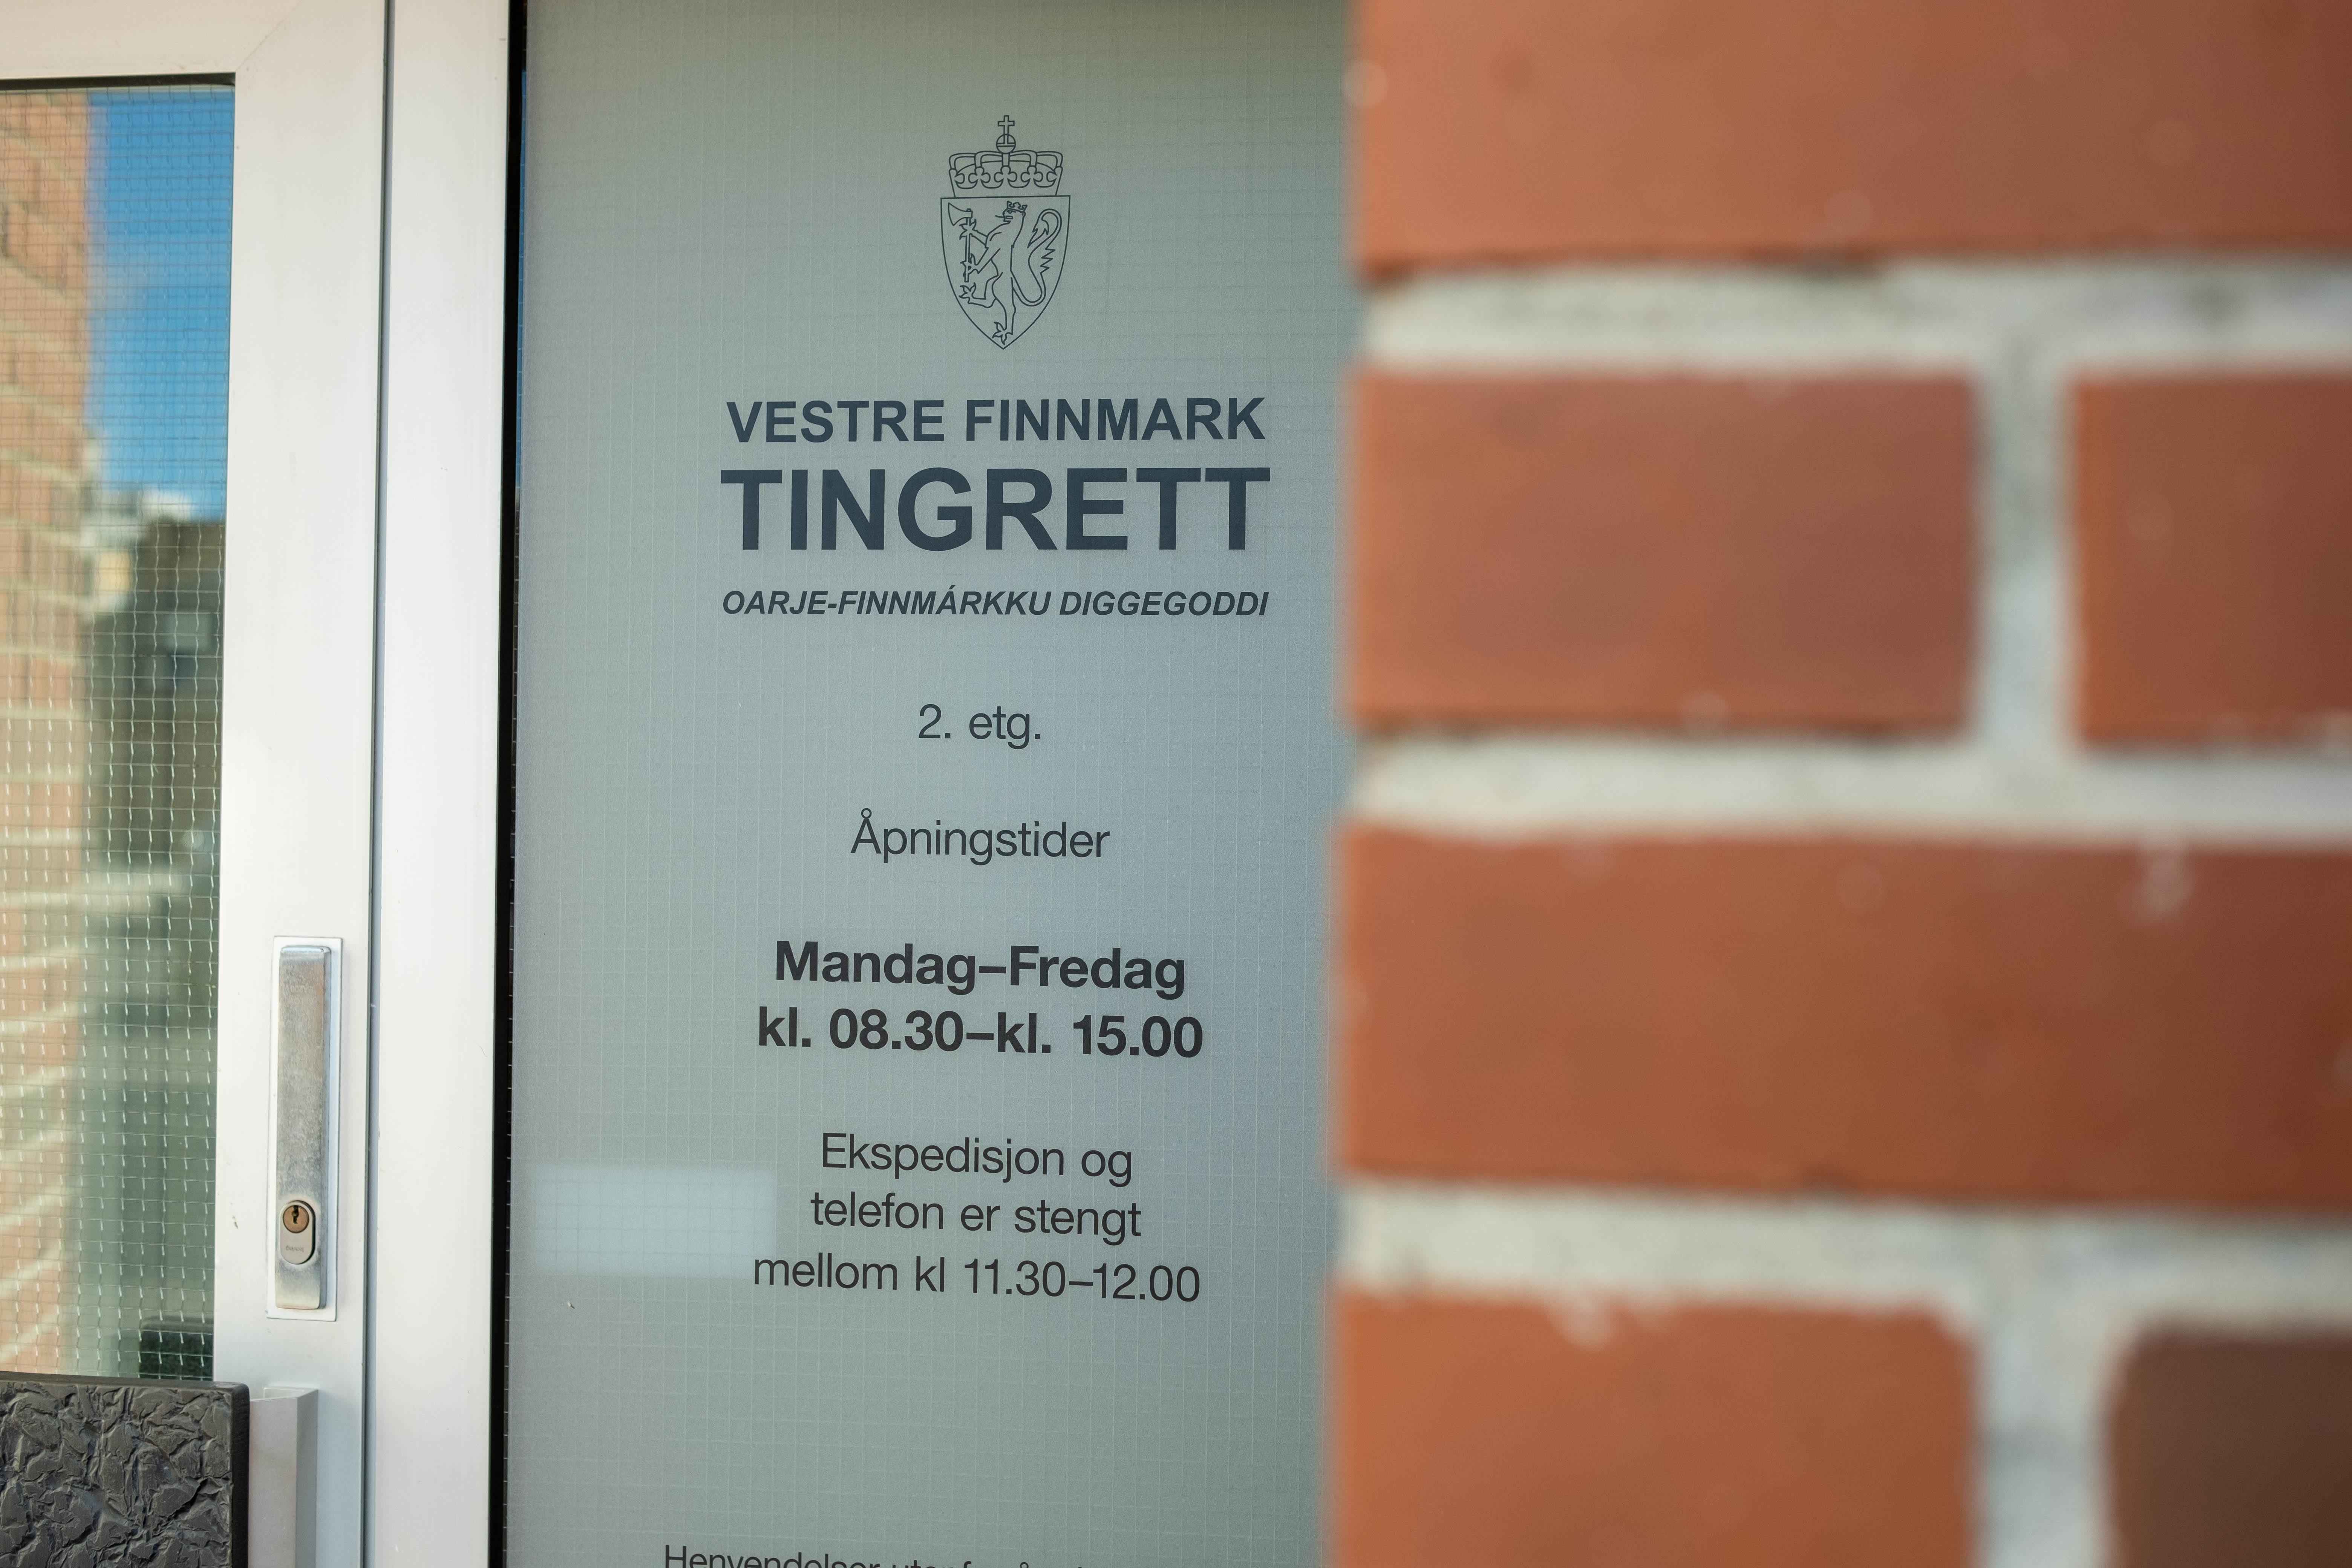 VESTRE FINNMARK
TINGRETT
OARJE-FINNMÁRKKU DIGGEGODDI
2. etg.
Åpningstider
Mandag–Fredag
kl. 08.30–kl. 15.00
Ekspedisjon og
telefon er stengt
mellom kl 11.30–12.00
Henvendelser